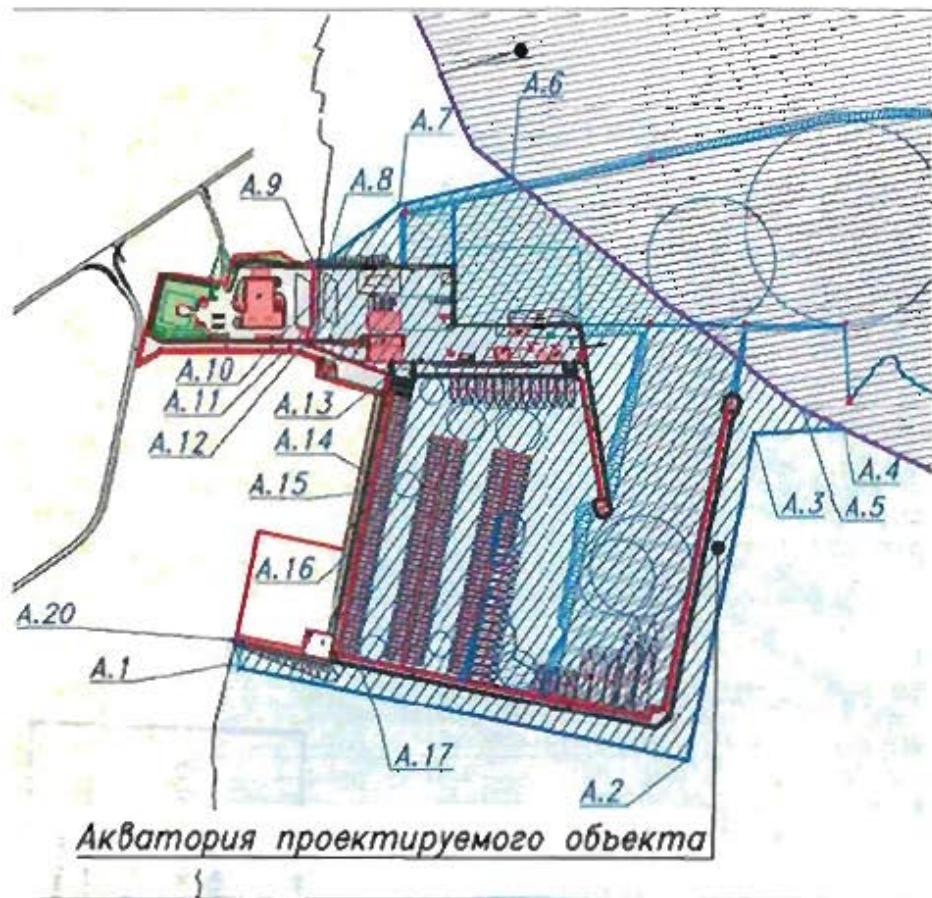 А.6
А.7
А.9
А.8
А.10
А.11
А.13
А.12
А.14
А.15
А.4
А.3
А.5
А.16
А.20
А.1
А.17
А.2
Акватория проектируемого объекта